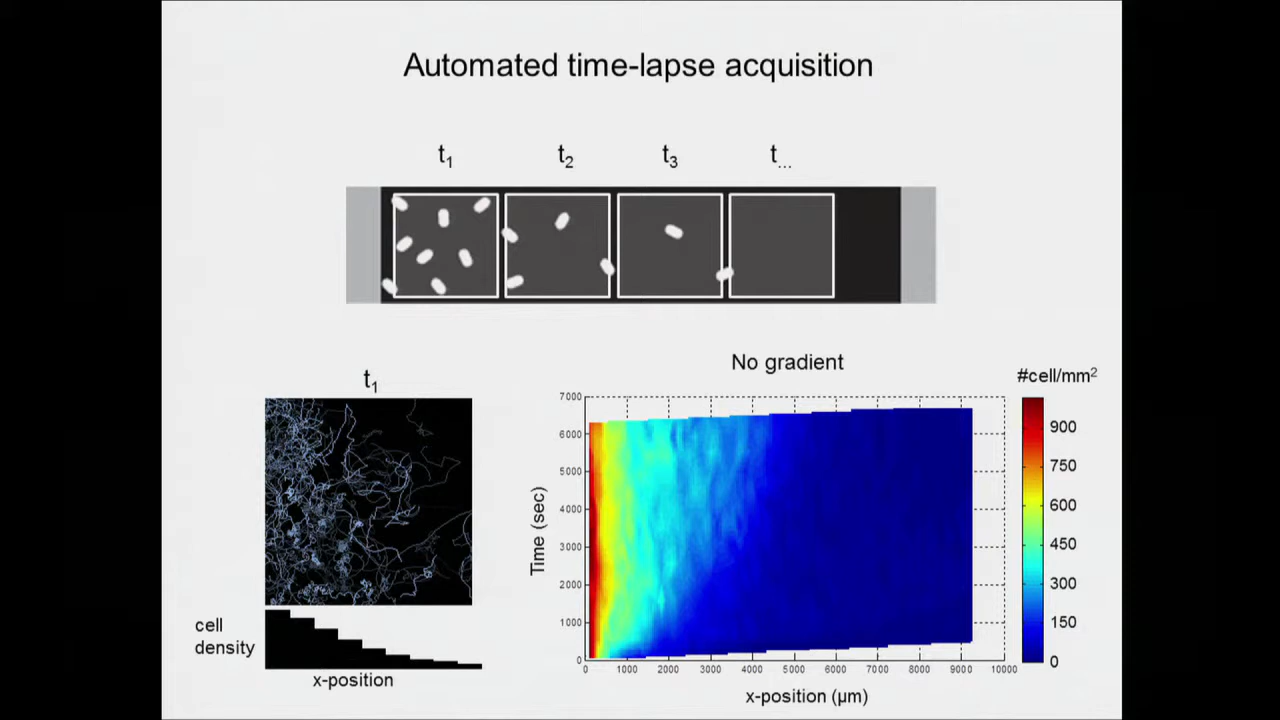 Automated time-lapse acquisition
t1 t2 t3 t...
No gradient
#cell/mm2
t1
7000
6000
5000
4000
3000
2000
1000
0
Time (sec)
0 1000 2000 3000 4000 5000 6000 7000 8000 9000 10000
x-position (μm)
900
750
600
450
300
150
0
cell
density
x-position